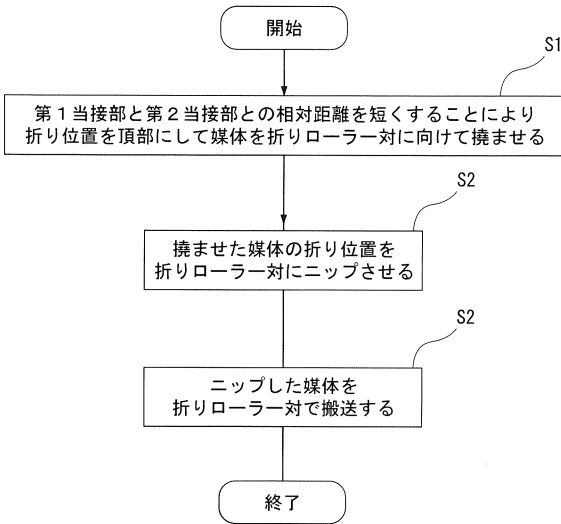 開始
S1
第1当接部と第2当接部との相対距離を短くすることにより
折り位置を頂部にして媒体を折りローラー対に向けて撓ませる
S2
撓ませた媒体の折り位置を
折りローラー対にニップさせる
S2
ニップした媒体を
折りローラー対で搬送する
終了